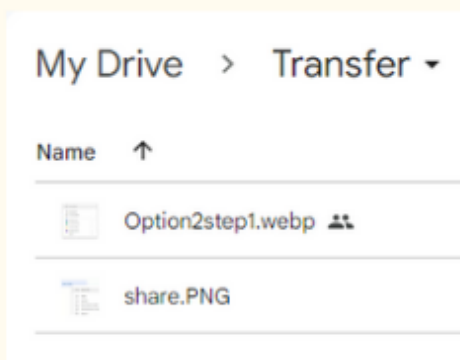 My Drive > Transfer
Name ↑
Option2step1.webp
share.PNG